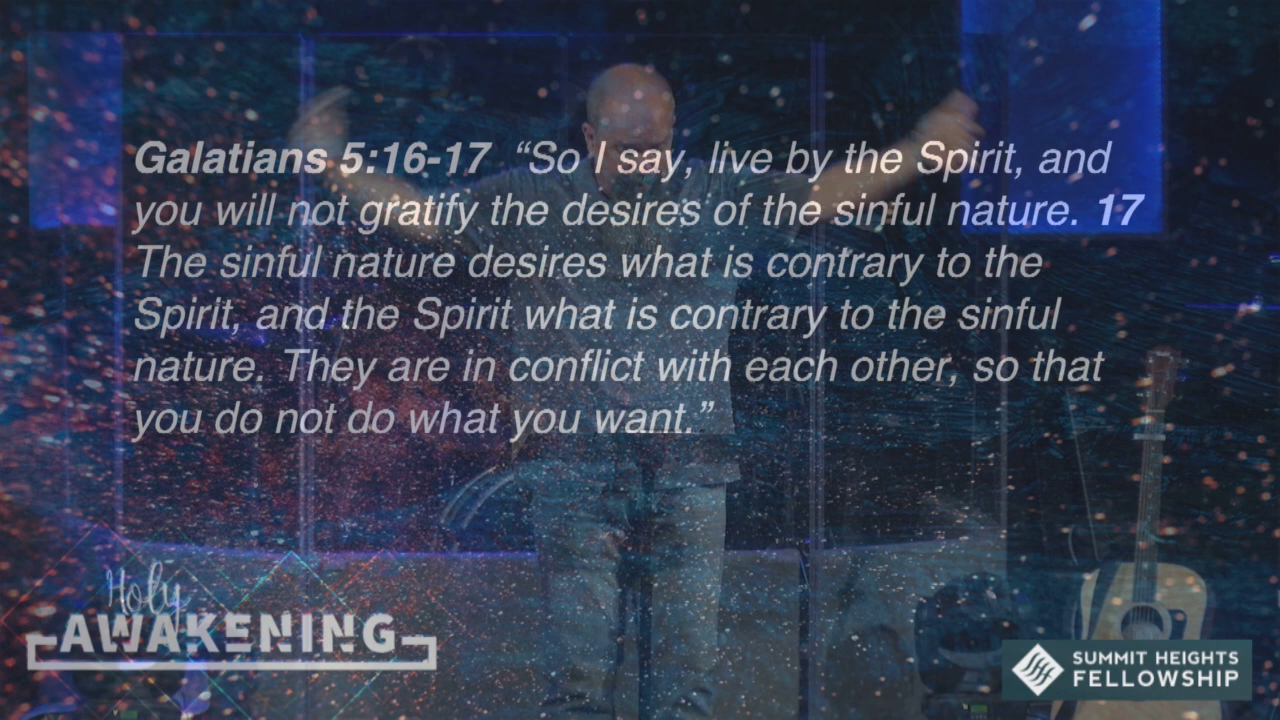 Galatians 5:16-17 “So I say, live by the Spirit, and
you will not gratify the desires of the sinful nature. 17
The sinful nature desires what is contrary to the
Spirit, and the Spirit what is contrary to the sinful
nature. They are in conflict with each other, so that
you do not do what you want.”
Holy
AWAKENING
SUMMIT HEIGHTS
FELLOWSHIP